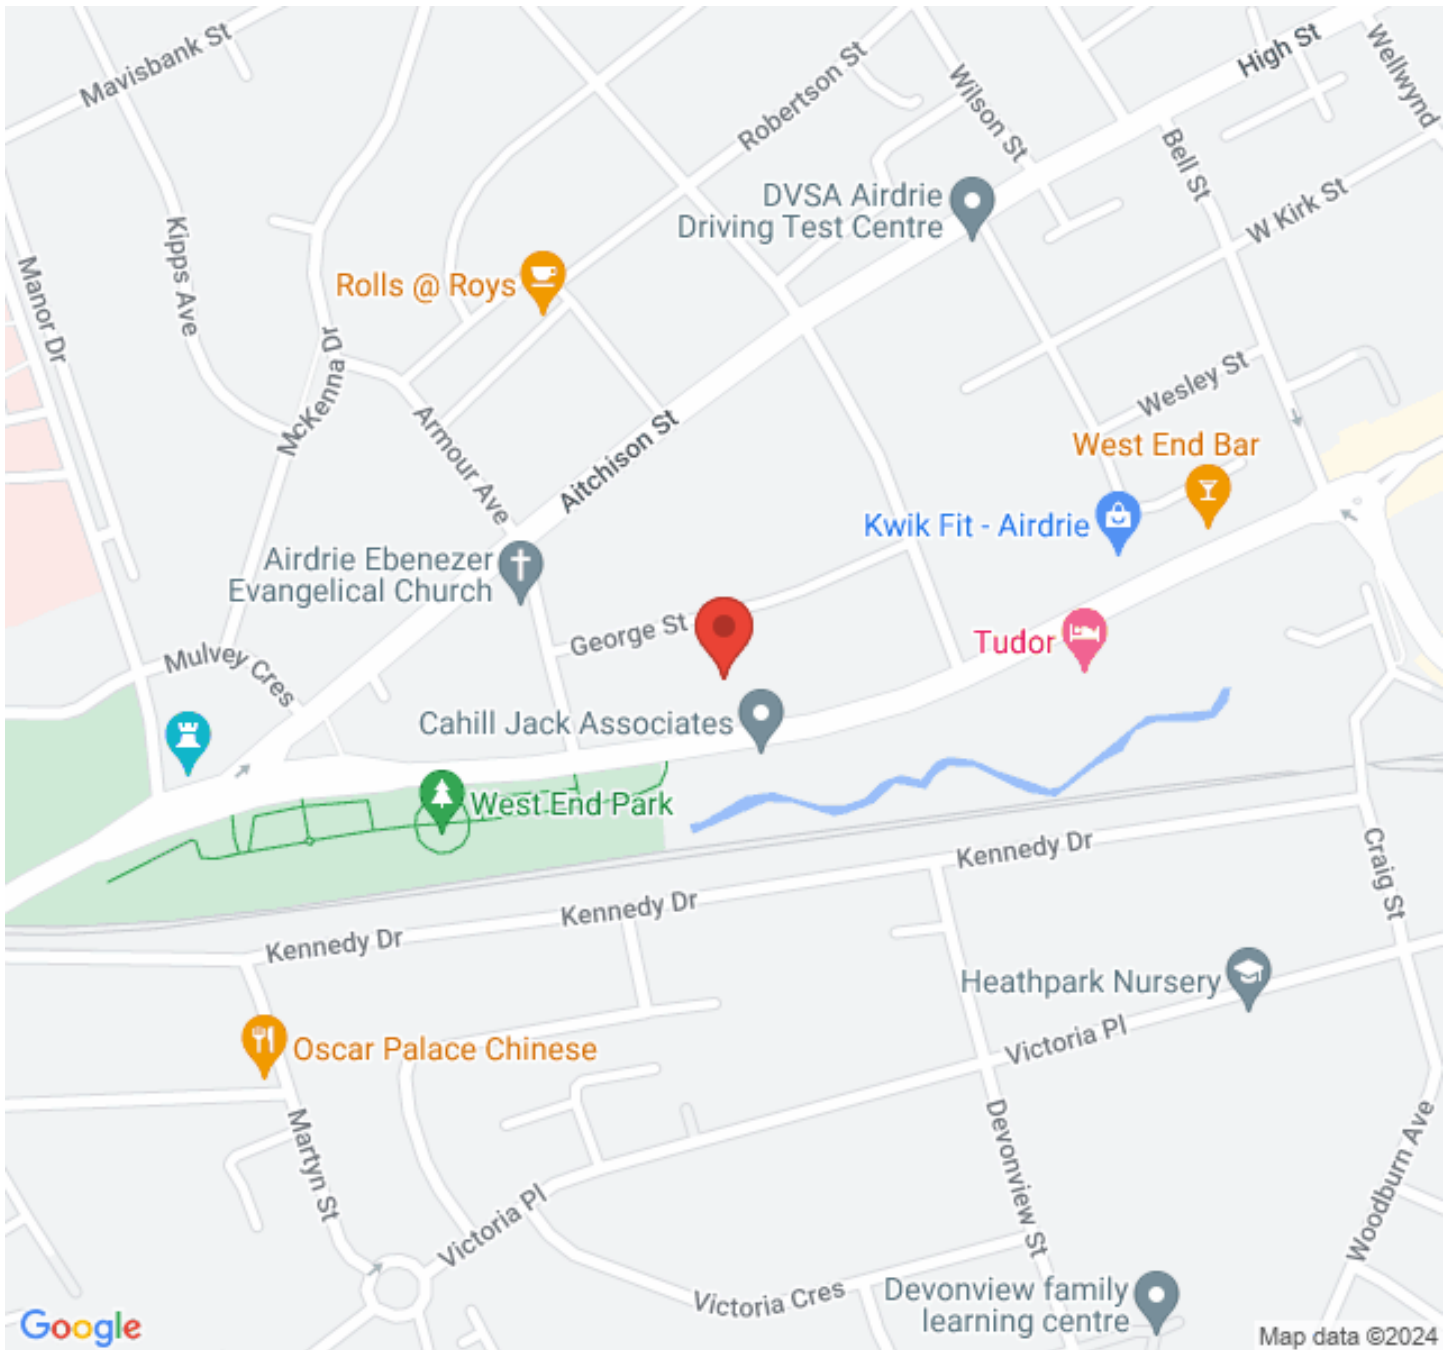 Mavisbank St
High St
Wellwynd
Robertson St
Wilson St
Bell St
DVSA Airdrie
Driving Test Centre
W Kirk St
Kipps Ave
Manor Dr
Rolls @ Roys
McKenna Dr
Wesley St
Armour Ave
Aitchison St
West End Bar
Kwik Fit - Airdrie
Airdrie Ebenezer
Evangelical Church
George St
Tudor
Mulvey Cres
Cahill Jack Associates
West End Park
Kennedy Dr
Craig St
Kennedy Dr
Kennedy Dr
Heathpark Nursery
Victoria Pl
Oscar Palace Chinese
Martyn St
Devonview St
Woodburn Ave
Victoria Pl
Victoria Cres
Devonview family
learning centre
Google
Map data ©2024